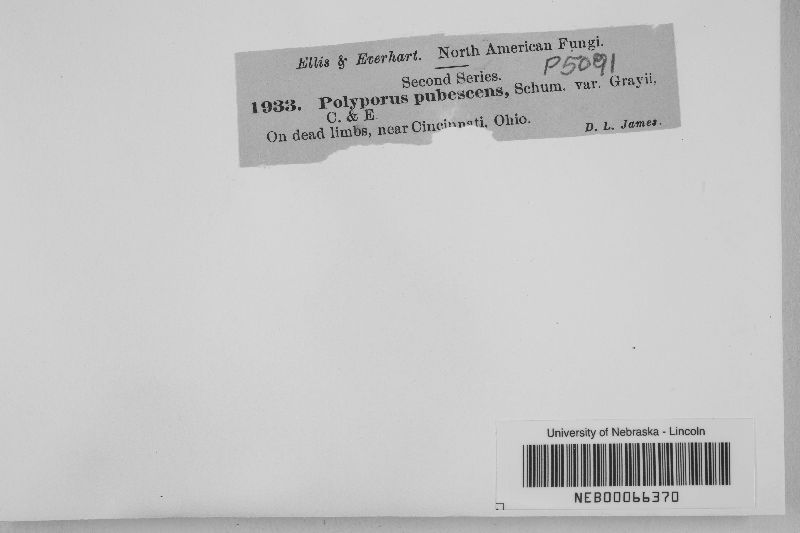 Ellis & Everhart. North American Fungi.
Second Series.
P5091
1933. Polyporus pubescens, Schum. var. Grayii,
C. & E.
On dead limbs, near Cincinnati, Ohio.
D. L. James.
University of Nebraska - Lincoln
NEB00066370